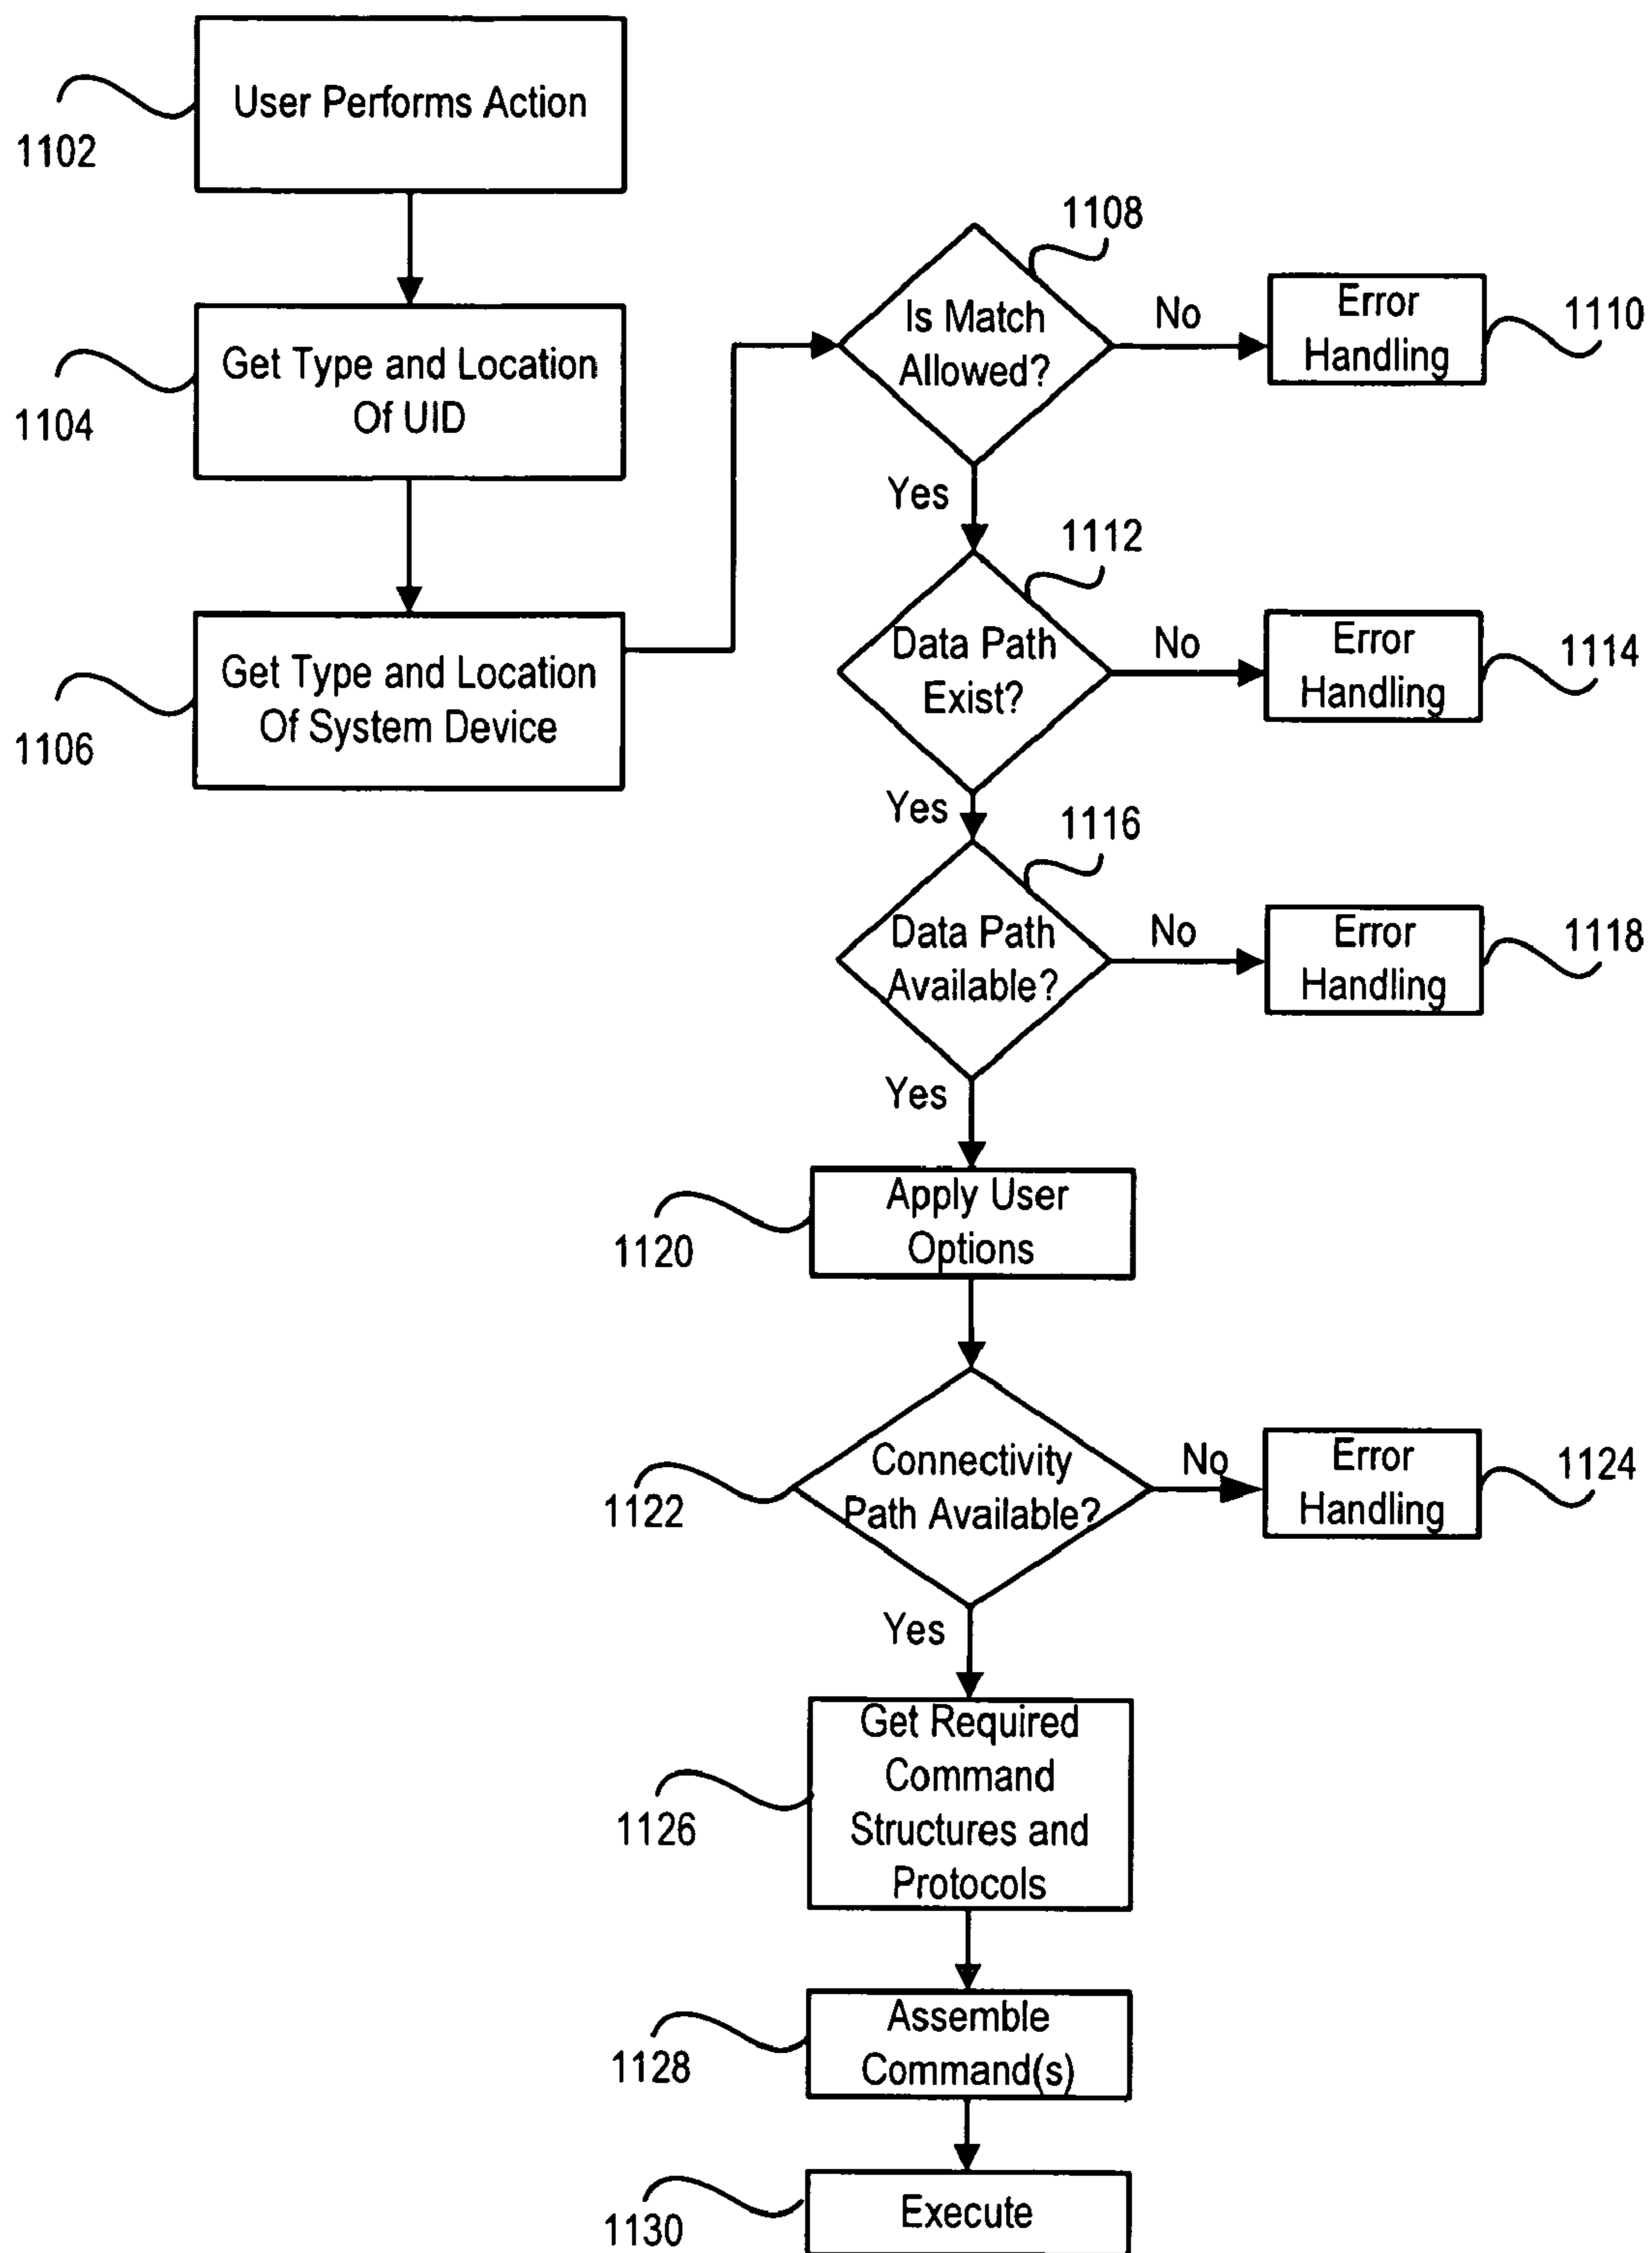 User Performs Action
1102
Get Type and Location
Of UID
1104
Get Type and Location
Of System Device
1106
1108
Is Match
Allowed?
No
Error
Handling
1110
Yes
1112
Data Path
Exist?
No
Error
Handling
1114
Yes
1116
Data Path
Available?
No
Error
Handling
1118
Yes
Apply User
Options
1120
Connectivity
Path Available?
1122
No
Error
Handling
1124
Yes
Get Required
Command
Structures and
Protocols
1126
Assemble
Command(s)
1128
Execute
1130